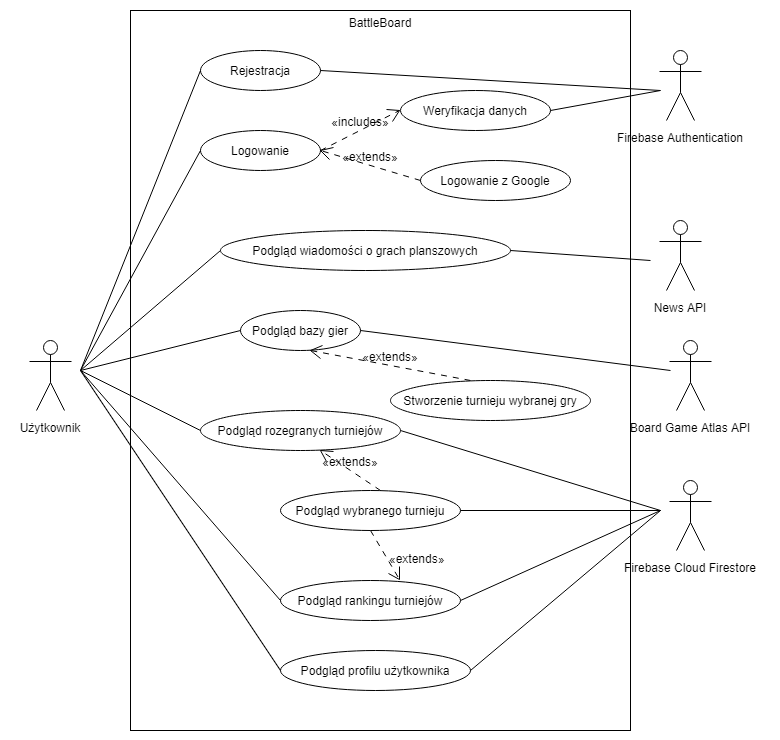 BattleBoard
Rejestracja
«includes»
Weryfikacja danych
Firebase Authentication
Logowanie
«extends»
Logowanie z Google
Podgląd wiadomości o grach planszowych
News API
Podgląd bazy gier
«extends»
Stworzenie turnieju wybranej gry
Użytkownik
Board Game Atlas API
Podgląd rozegranych turniejów
«extends»
Podgląd wybranego turnieju
«extends»
Firebase Cloud Firestore
Podgląd rankingu turniejów
Podgląd profilu użytkownika